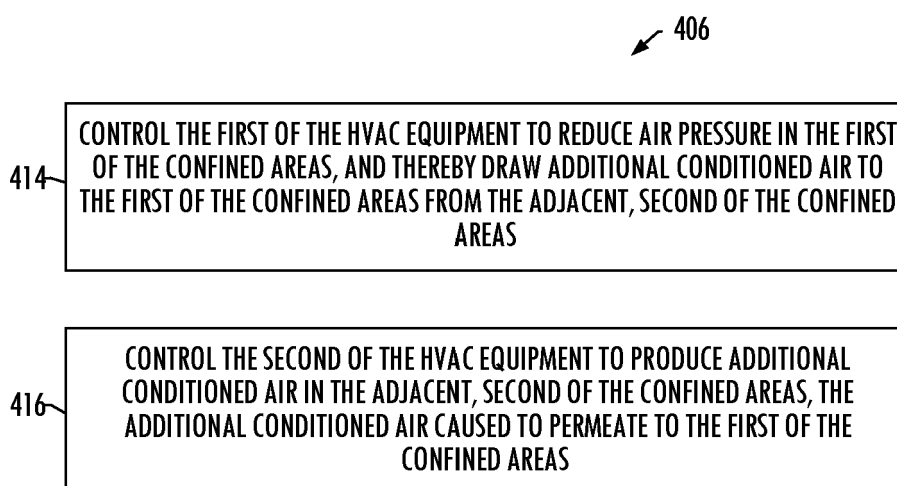 406
CONTROL THE FIRST OF THE HVAC EQUIPMENT TO REDUCE AIR PRESSURE IN THE FIRST
OF THE CONFINED AREAS, AND THEREBY DRAW ADDITIONAL CONDITIONED AIR TO
414
THE FIRST OF THE CONFINED AREAS FROM THE ADJACENT, SECOND OF THE CONFINED
AREAS
CONTROL THE SECOND OF THE HVAC EQUIPMENT TO PRODUCE ADDITIONAL
CONDITIONED AIR IN THE ADJACENT, SECOND OF THE CONFINED AREAS, THE
416
ADDITIONAL CONDITIONED AIR CAUSED TO PERMEATE TO THE FIRST OF THE
CONFINED AREAS